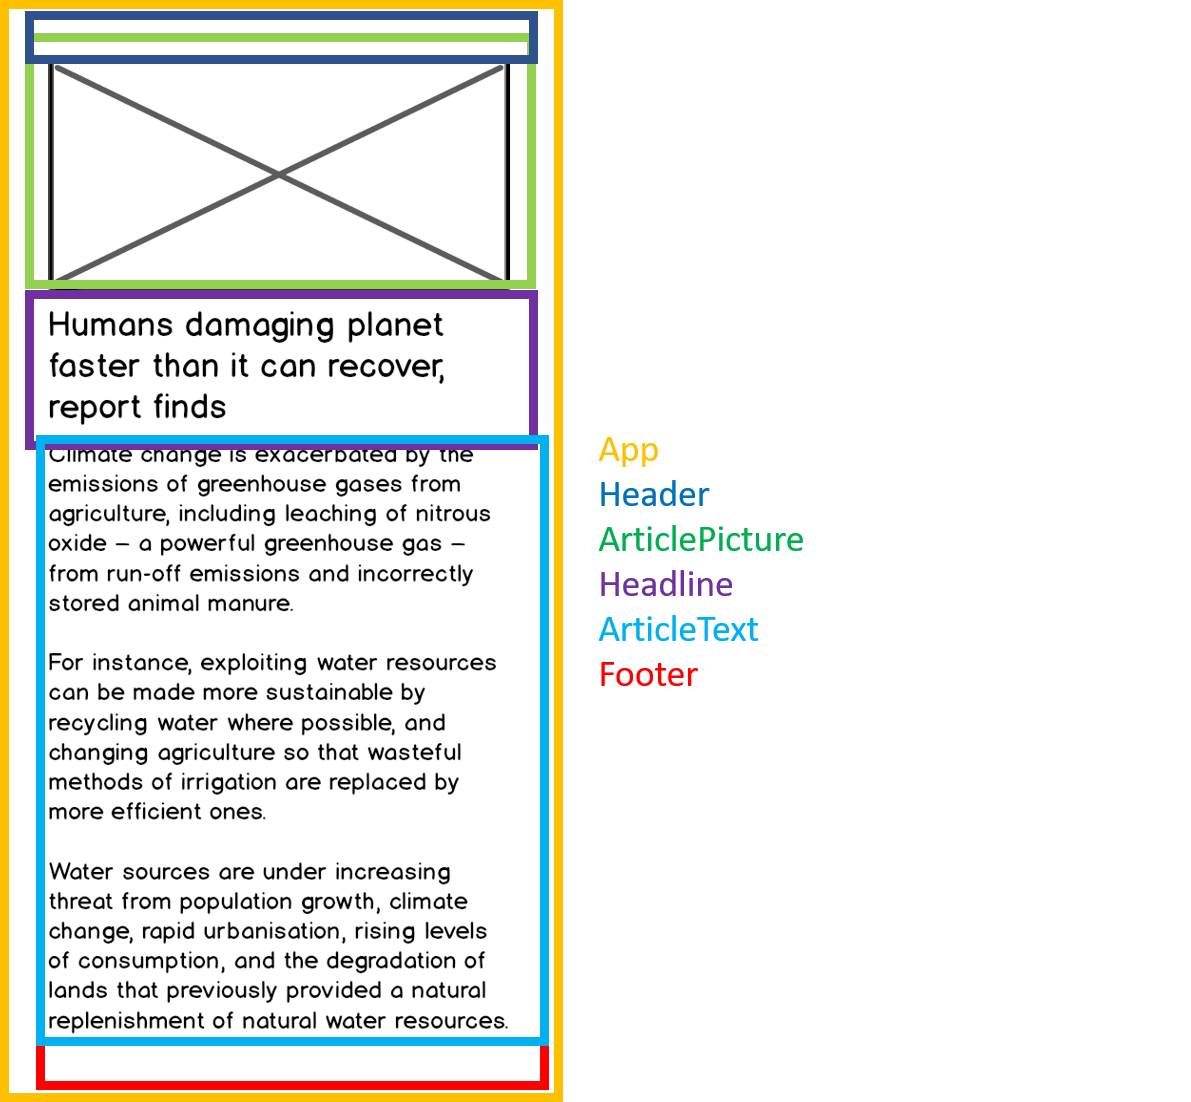 Humans damaging planet
faster than it can recover,
report finds
Climate change is exacerbated by the
emissions of greenhouse gases from
agriculture, including leaching of nitrous
oxide – a powerful greenhouse gas –
from run-off emissions and incorrectly
stored animal manure.
For instance, exploiting water resources
can be made more sustainable by
recycling water where possible, and
changing agriculture so that wasteful
methods of irrigation are replaced by
more efficient ones.
Water sources are under increasing
threat from population growth, climate
change, rapid urbanisation, rising levels
of consumption, and the degradation of
lands that previously provided a natural
replenishment of natural water resources.
App
Header
ArticlePicture
Headline
ArticleText
Footer